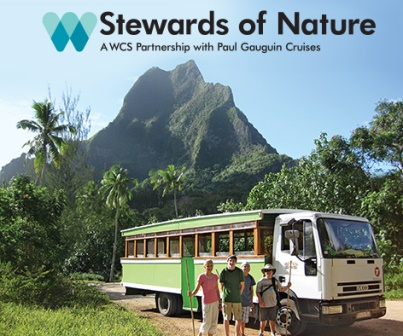 Stewards of Nature
A WCS Partnership with Paul Gauguin Cruises